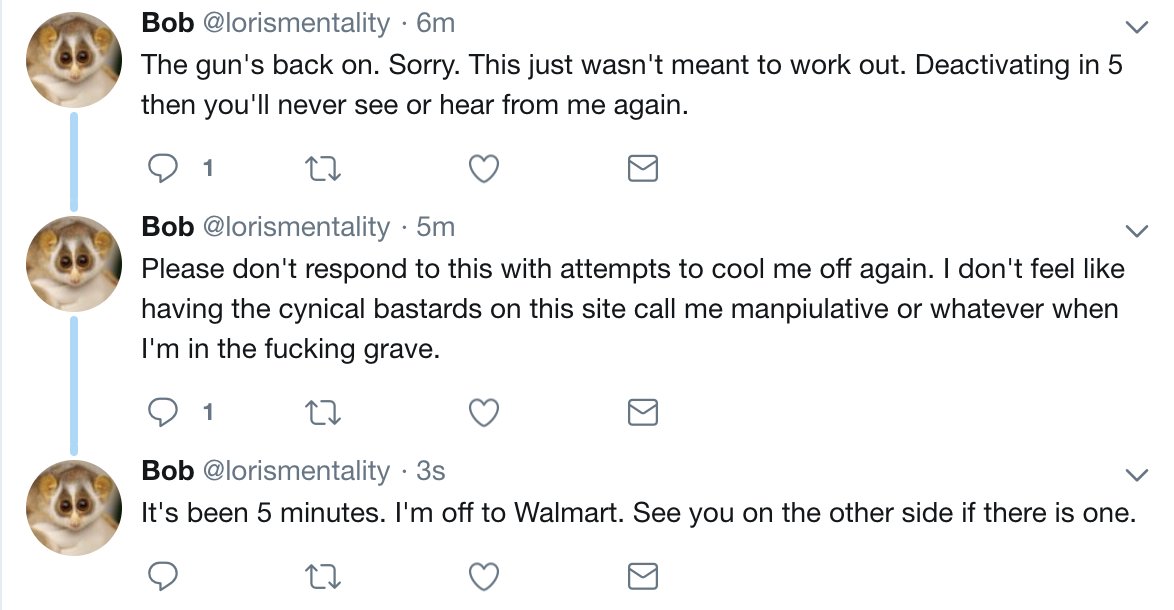 Bob @lorismentality · 6m
The gun's back on. Sorry. This just wasn't meant to work out. Deactivating in 5
then you'll never see or hear from me again.
1
Bob @lorismentality · 5m
Please don't respond to this with attempts to cool me off again. I don't feel like
having the cynical bastards on this site call me manpiulative or whatever when
I'm in the fucking grave.
1
Bob @lorismentality · 3s
It's been 5 minutes. I'm off to Walmart. See you on the other side if there is one.